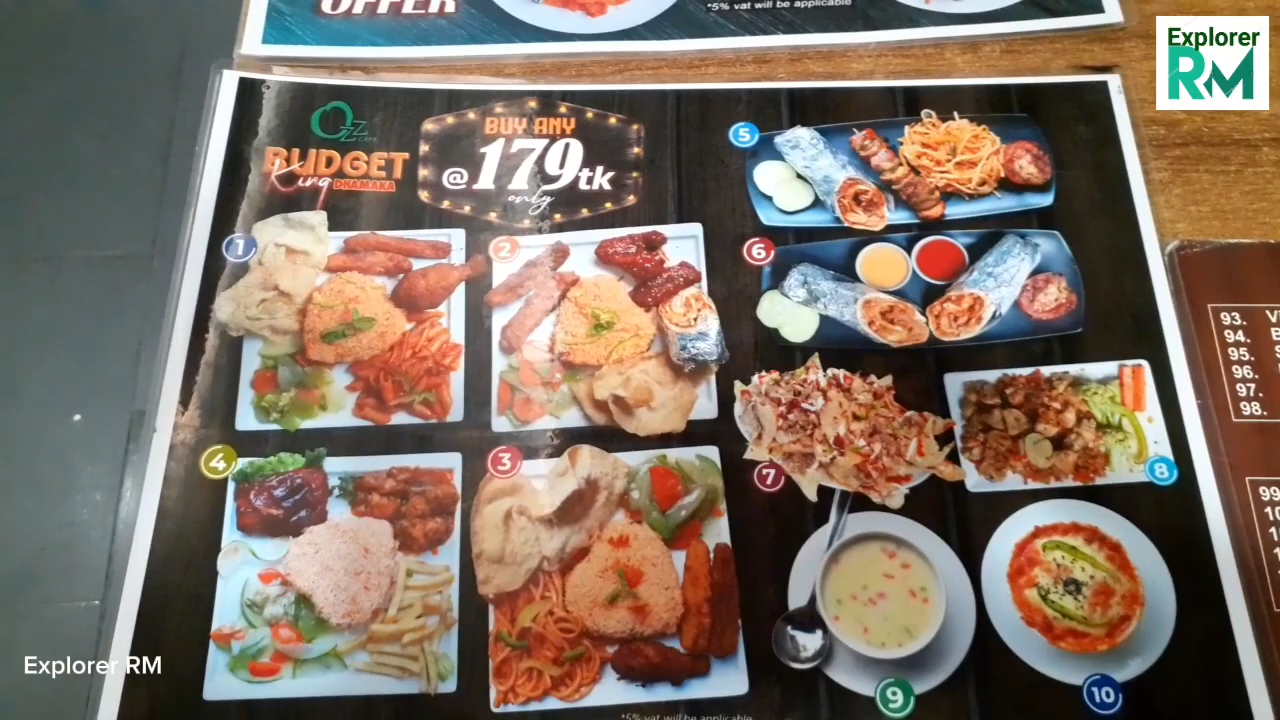 OFFER
*5% vat will be applicable
Explorer
RM
OZZ
CAFE
BUDGET
King DHAMAKA
BUY ANY
@179tk
only
1
2
3
4
5
6
7
8
9
10
93.
94.
95.
96.
97.
98.
99
*5% vat will be applicable
Explorer RM